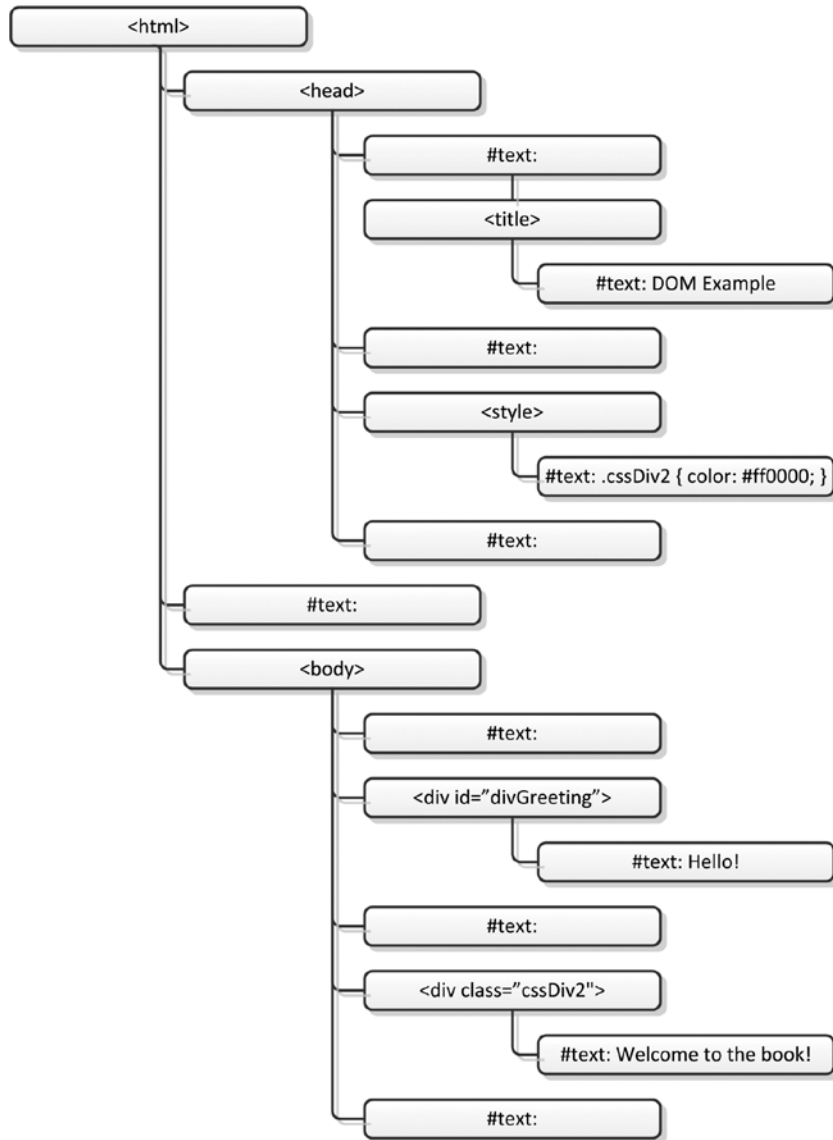 <html>
<head>
#text:
<title>
#text: DOM Example
#text:
<style>
#text: .cssDiv2 { color: #ff0000; }
#text:
#text:
<body>
#text:
<div id=”divGreeting”>
#text: Hello!
#text:
<div class=”cssDiv2">
#text: Welcome to the book!
#text: